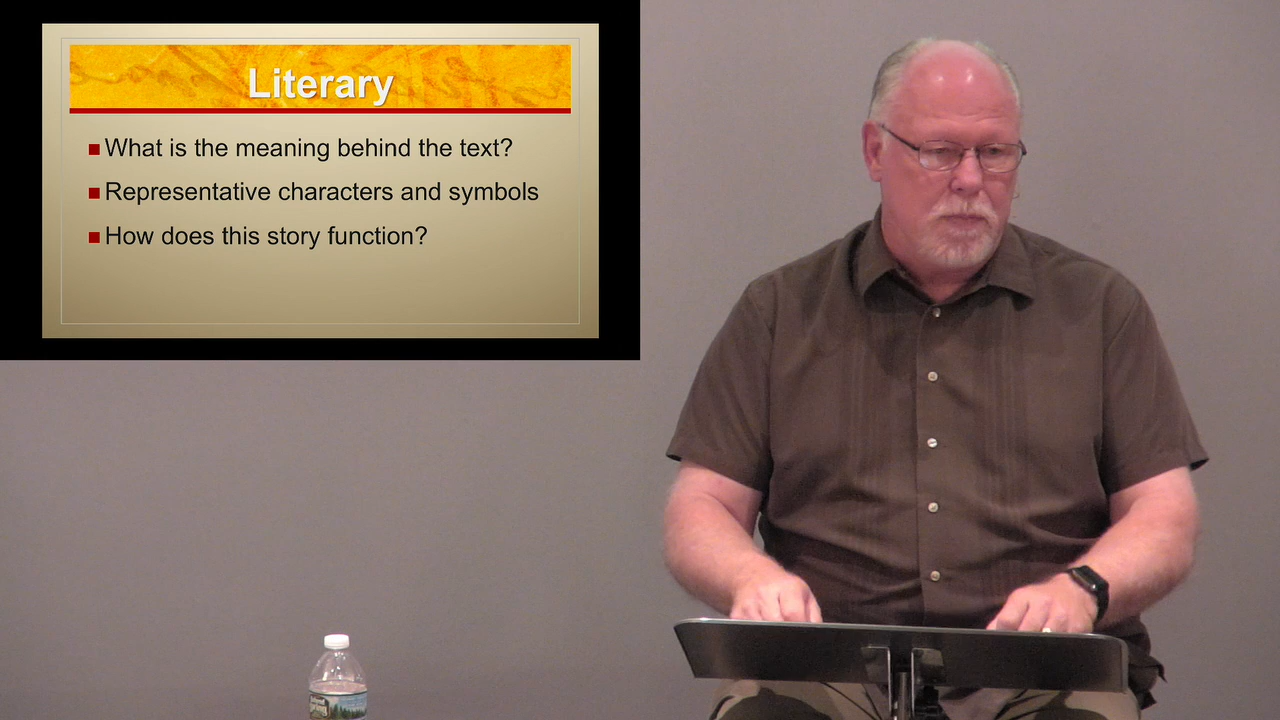 Literary
What is the meaning behind the text?
Representative characters and symbols
How does this story function?